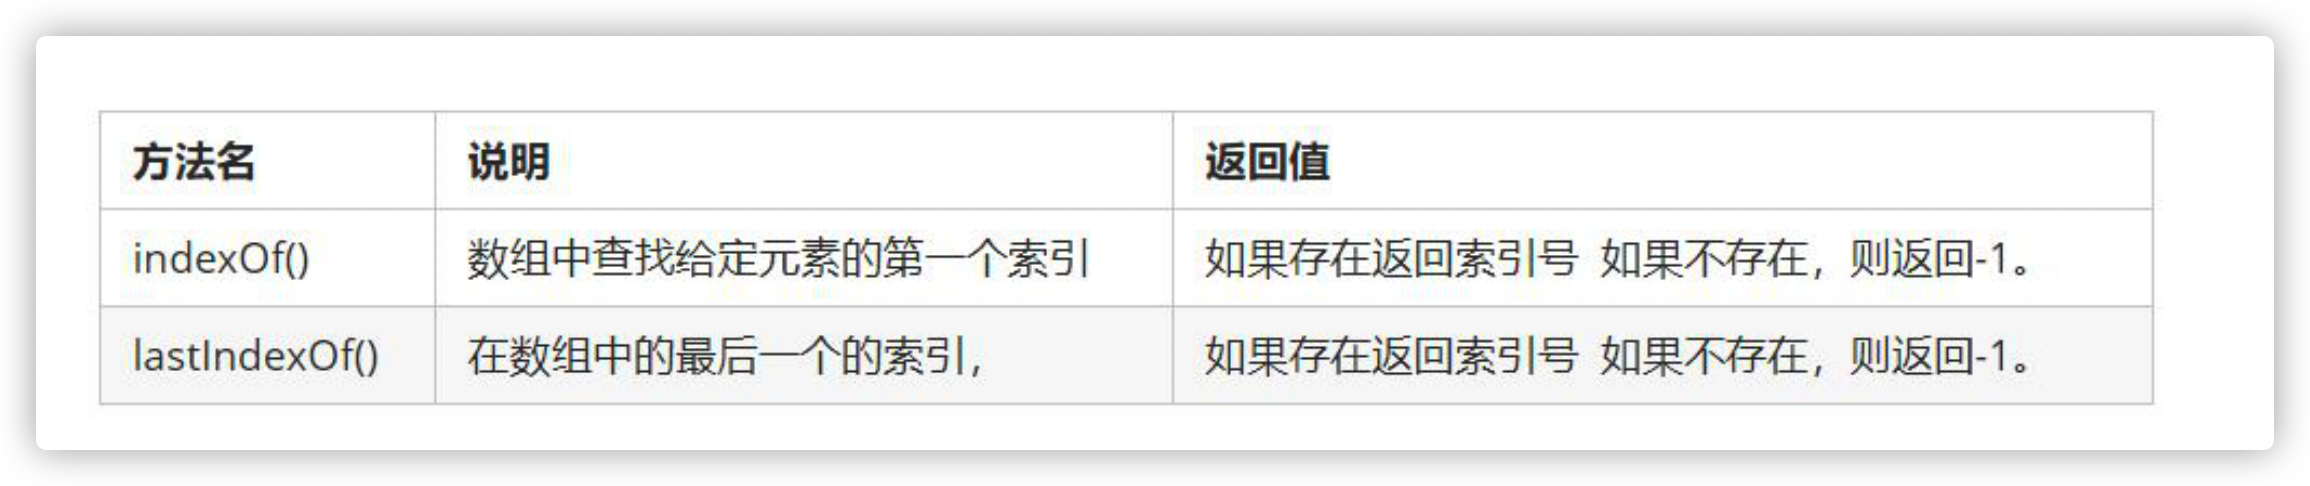 方法名 说明 返回值
indexOf() 数组中查找给定元素的第一个索引 如果存在返回索引号 如果不存在，则返回-1。
lastIndexOf() 在数组中的最后一个的索引， 如果存在返回索引号 如果不存在，则返回-1。